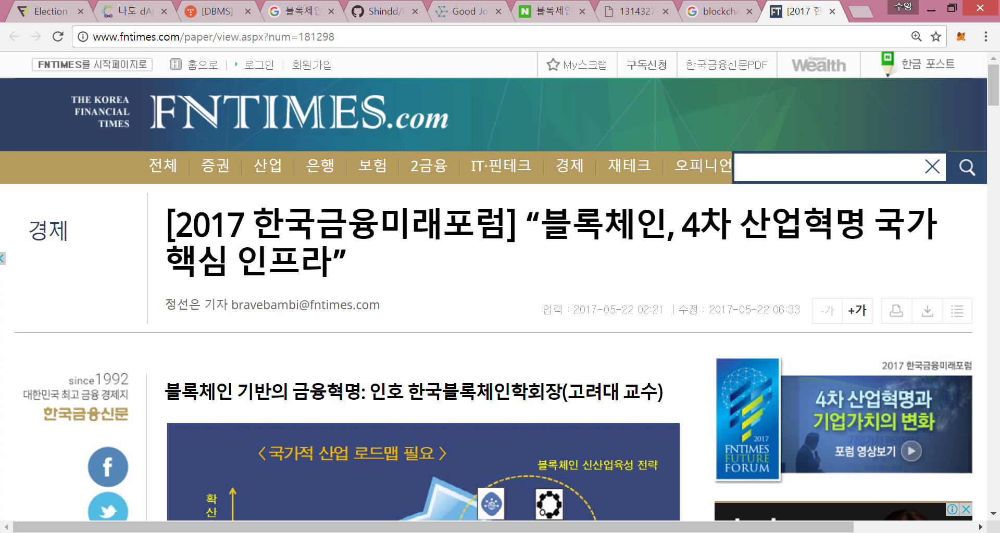 Election
나도 dA
[DBMS]
블록체인
Shindd/
Good Jo
블록체인
1314327
blockcha
[2017 한
수영
www.fntimes.com/paper/view.aspx?num=181298
FNTIMES를 시작페이지로
홈으로
로그인
회원가입
My스크랩
구독신청
한국금융신문PDF
Wealth
한금 포스트
THE KOREA
FINANCIAL
TIMES
FNTIMES.com
전체
증권
산업
은행
보험
2금융
IT·핀테크
경제
재테크
오피니언
경제
[2017 한국금융미래포럼] “블록체인, 4차 산업혁명 국가
핵심 인프라”
정선은 기자 bravebambi@fntimes.com
입력 : 2017-05-22 02:21 | 수정 : 2017-05-22 06:33
-가
+가
since1992
대한민국 최고 금융 경제지
한국금융신문
블록체인 기반의 금융혁명: 인호 한국블록체인학회장(고려대 교수)
<국가적 산업 로드맵 필요>
블록체인 신산업육성 전략
확
산
2017 한국금융미래포럼
4차 산업혁명과
기업가치의 변화
포럼 영상보기
2017
FNTIMES
FUTURE
FORUM